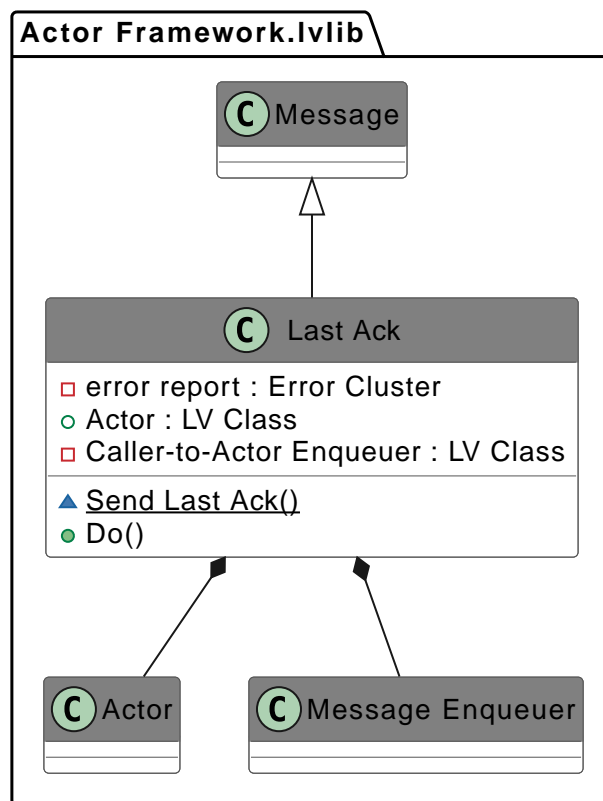 Actor Framework.lvlib
C Message
C Last Ack
error report : Error Cluster
Actor : LV Class
Caller-to-Actor Enqueuer : LV Class
Send Last Ack()
Do()
C Actor
C Message Enqueuer